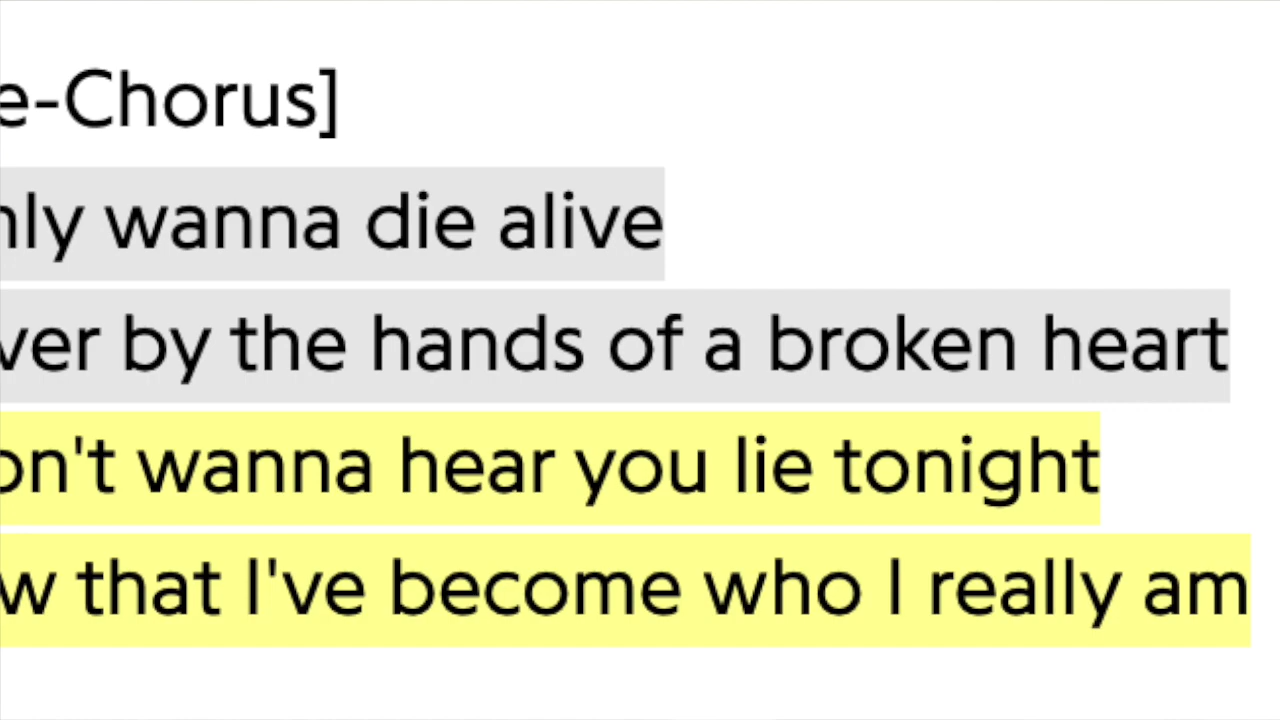 e-Chorus]
nly wanna die alive
ver by the hands of a broken heart
on't wanna hear you lie tonight
w that I've become who I really am